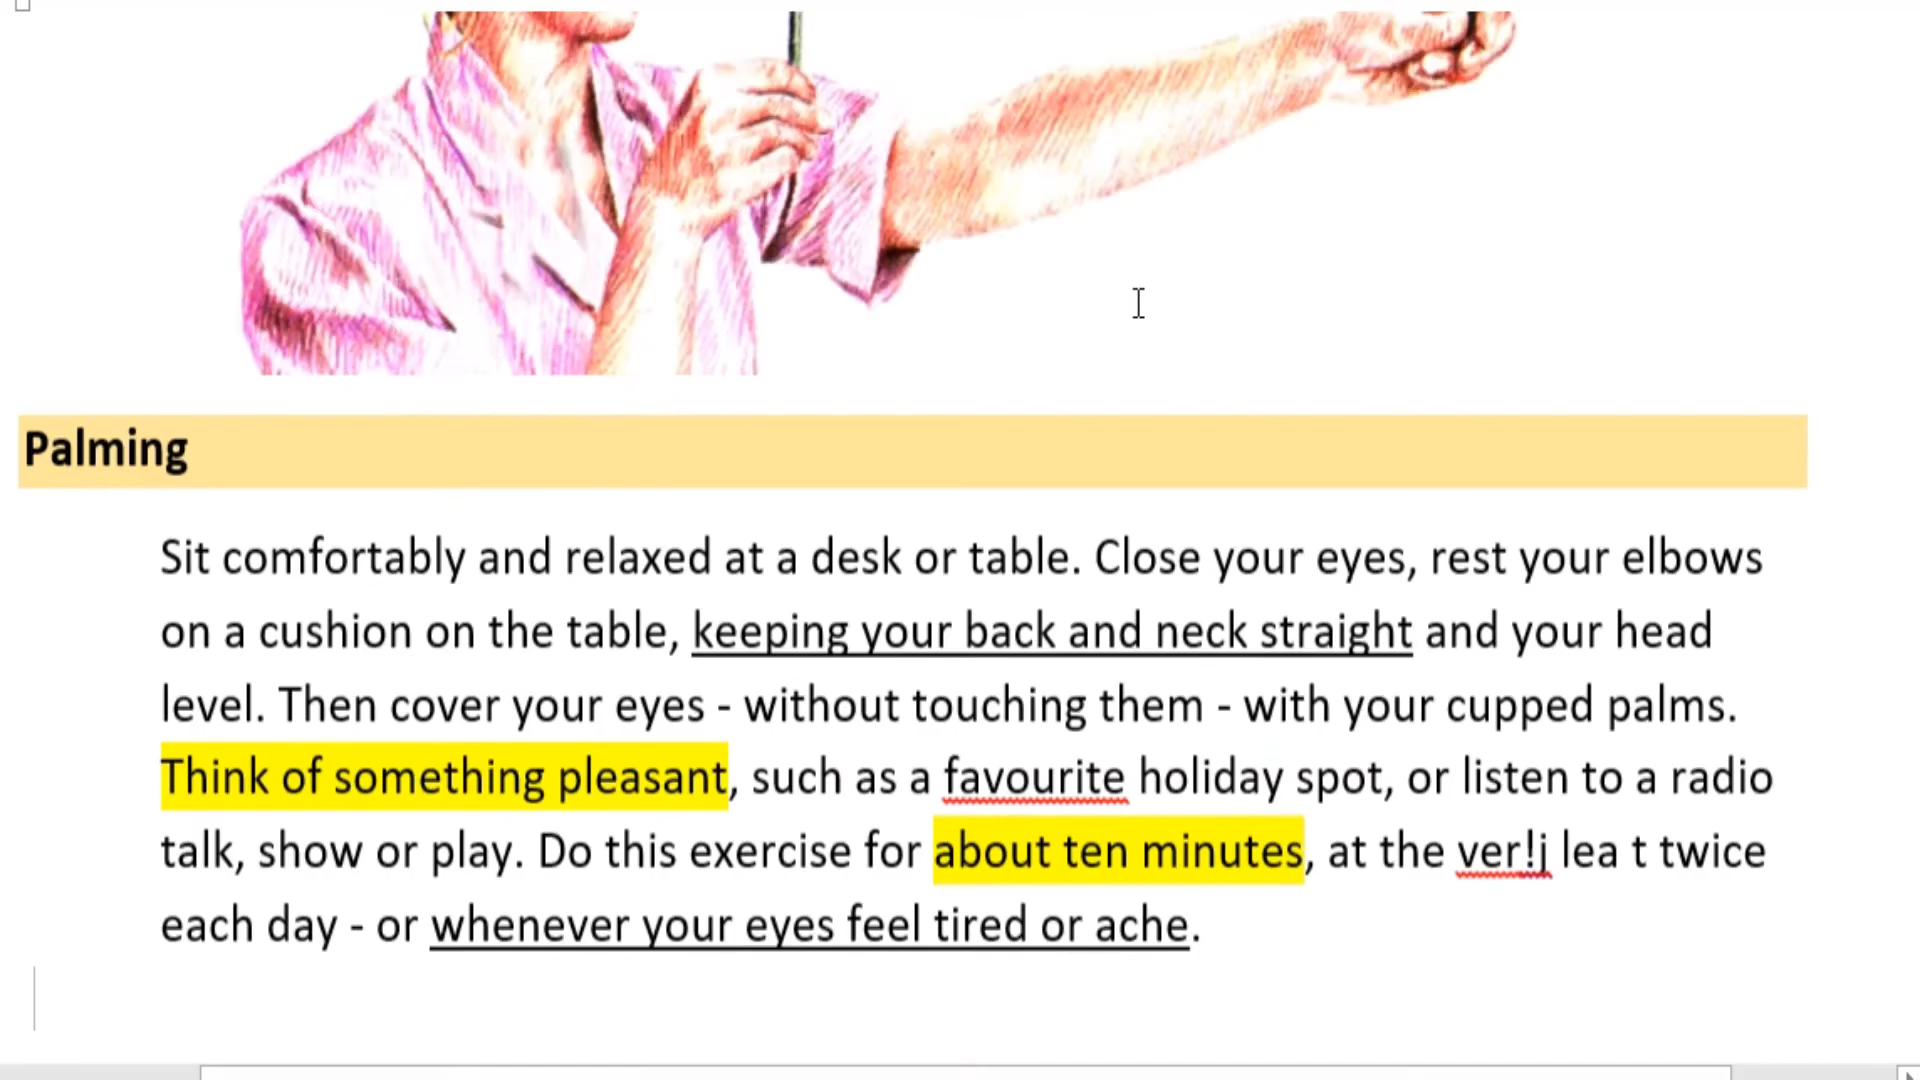 Palming
Sit comfortably and relaxed at a desk or table. Close your eyes, rest your elbows
on a cushion on the table, keeping your back and neck straight and your head
level. Then cover your eyes - without touching them - with your cupped palms.
Think of something pleasant, such as a favourite holiday spot, or listen to a radio
talk, show or play. Do this exercise for about ten minutes, at the ver!j lea t twice
each day - or whenever your eyes feel tired or ache.